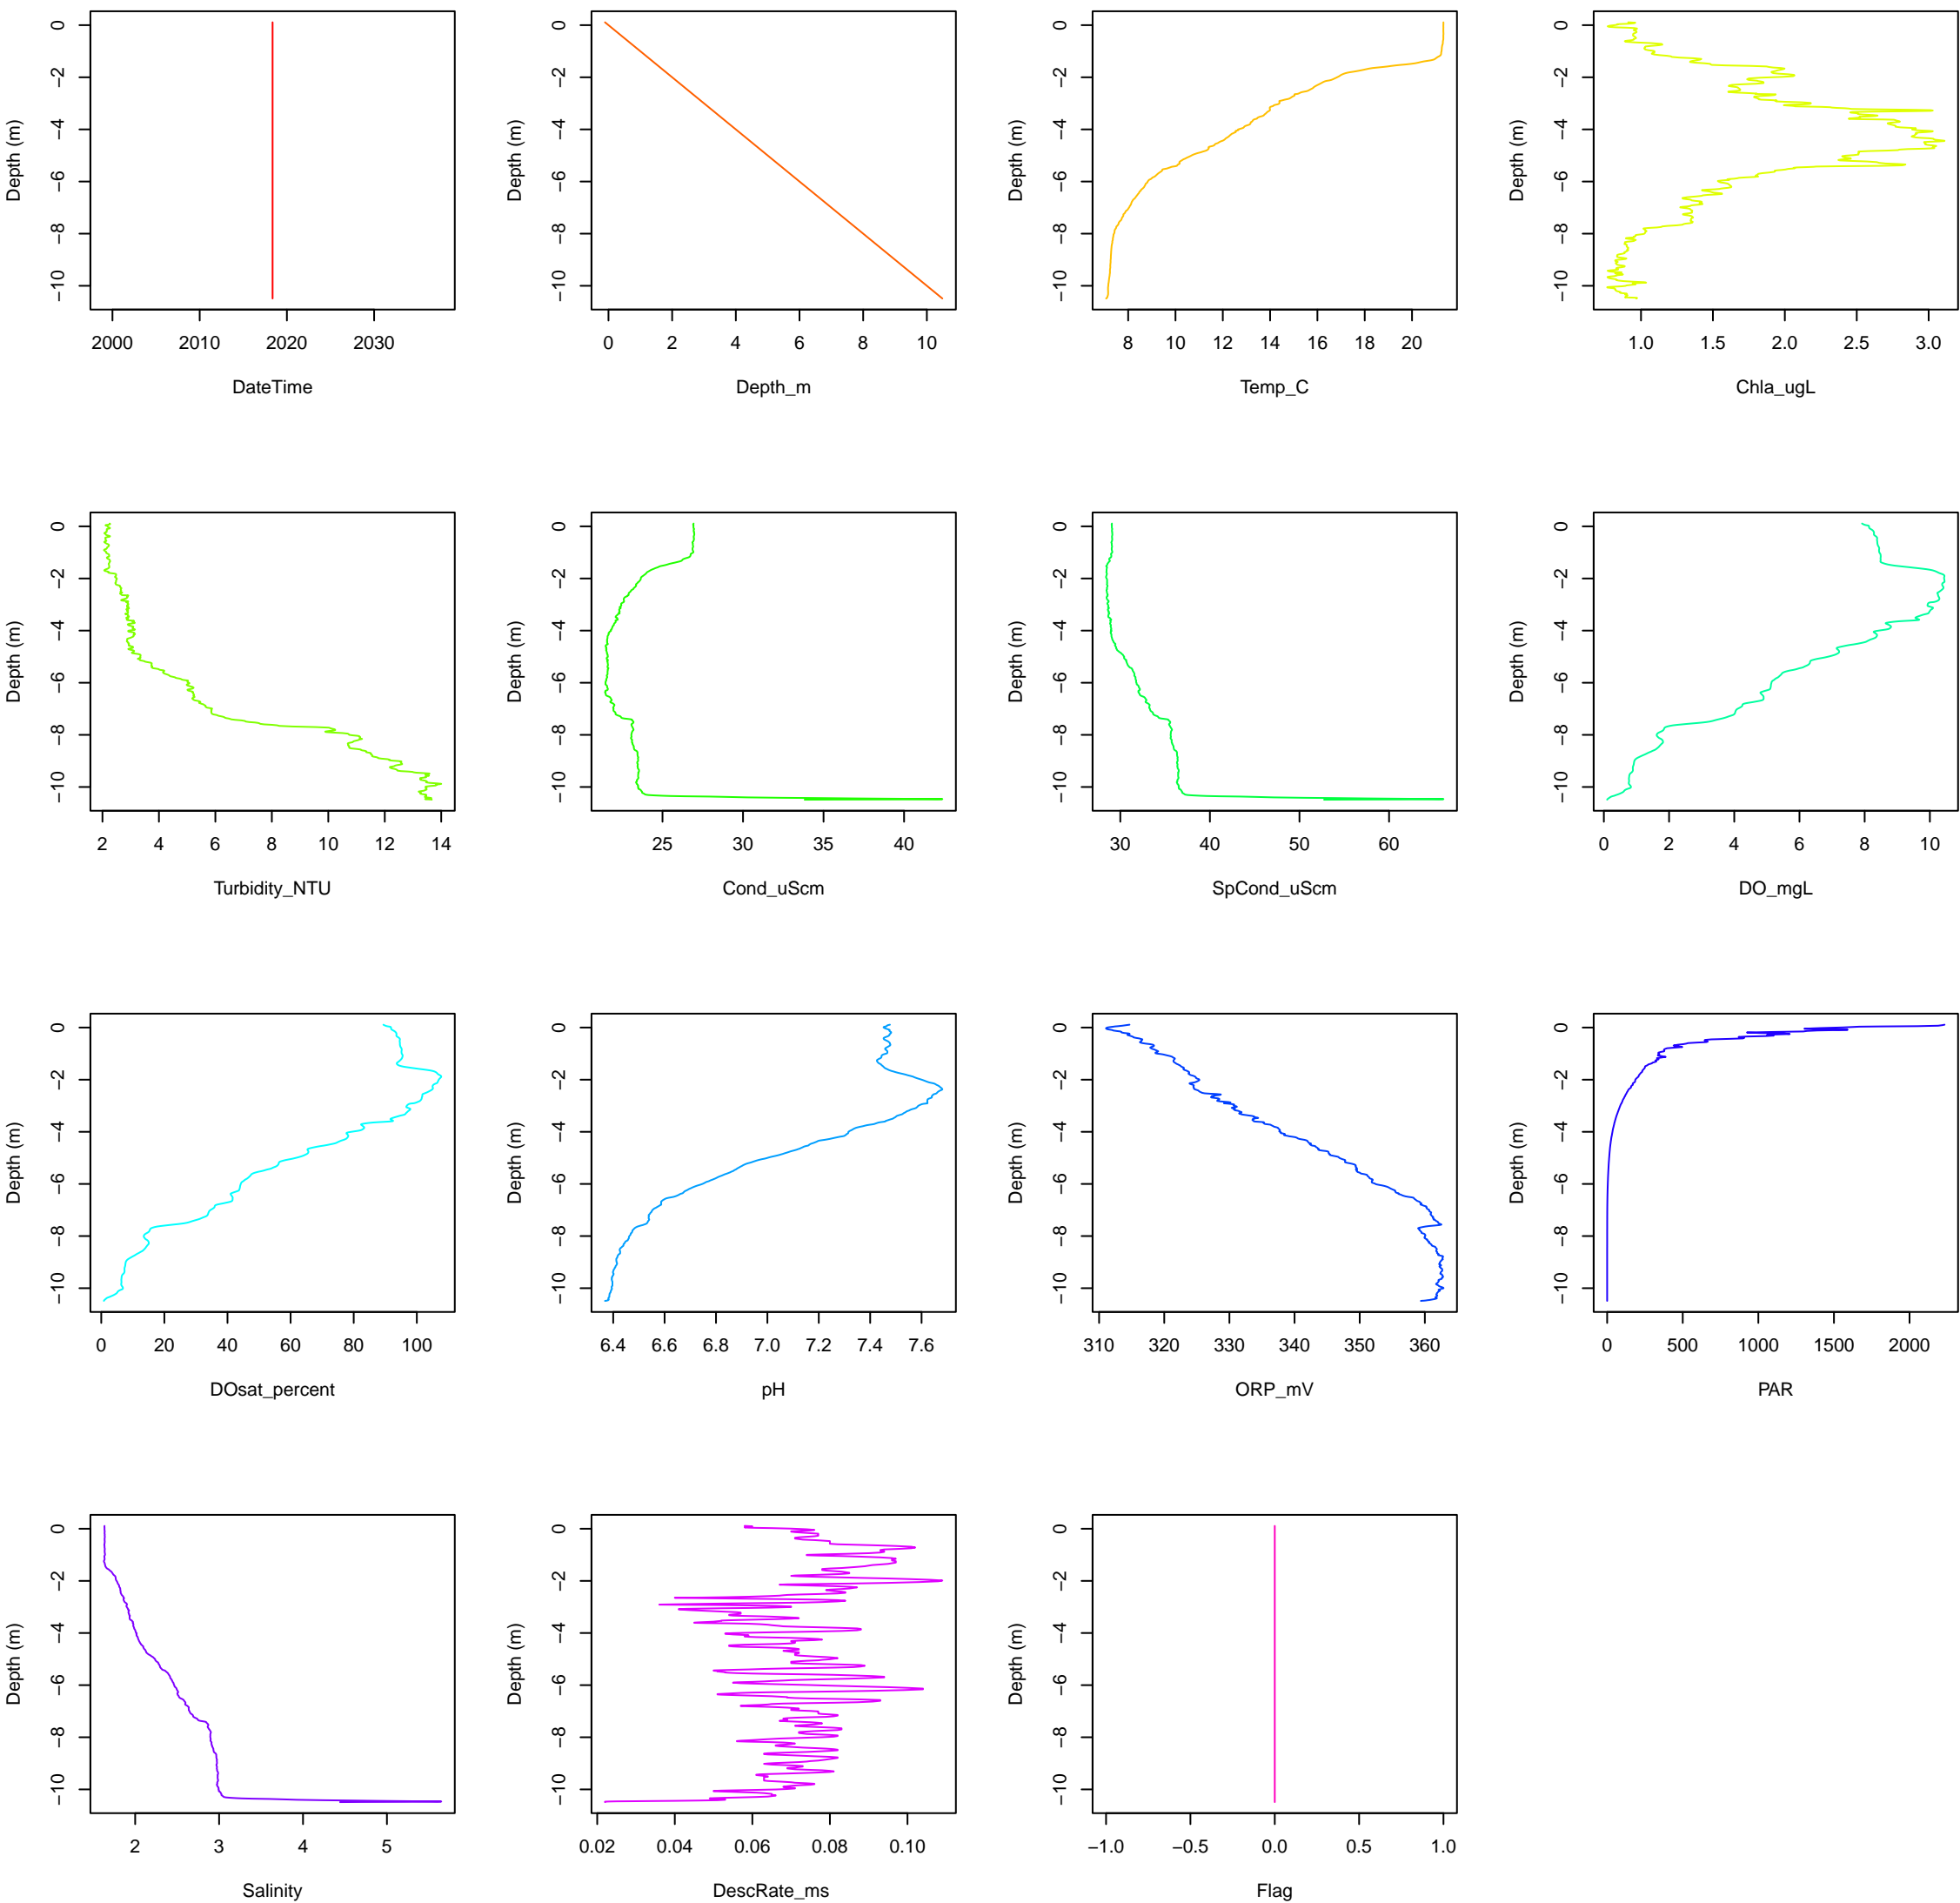 0
−2
−4
−6
−8
−10
Depth (m)
2000 2010 2020 2030
DateTime
0
−2
−4
−6
−8
−10
Depth (m)
0 2 4 6 8 10
Depth_m
0
−2
−4
−6
−8
−10
Depth (m)
8 10 12 14 16 18 20
Temp_C
0
−2
−4
−6
−8
−10
Depth (m)
1.0 1.5 2.0 2.5 3.0
Chla_ugL
0
−2
−4
−6
−8
−10
Depth (m)
2 4 6 8 10 12 14
Turbidity_NTU
0
−2
−4
−6
−8
−10
Depth (m)
25 30 35 40
Cond_uScm
0
−2
−4
−6
−8
−10
Depth (m)
30 40 50 60
SpCond_uScm
0
−2
−4
−6
−8
−10
Depth (m)
0 2 4 6 8 10
DO_mgL
0
−2
−4
−6
−8
−10
Depth (m)
0 20 40 60 80 100
DOsat_percent
0
−2
−4
−6
−8
−10
Depth (m)
6.4 6.6 6.8 7.0 7.2 7.4 7.6
pH
0
−2
−4
−6
−8
−10
Depth (m)
310 320 330 340 350 360
ORP_mV
0
−2
−4
−6
−8
−10
Depth (m)
0 500 1000 1500 2000
PAR
0
−2
−4
−6
−8
−10
Depth (m)
2 3 4 5
Salinity
0
−2
−4
−6
−8
−10
Depth (m)
0.02 0.04 0.06 0.08 0.10
DescRate_ms
0
−2
−4
−6
−8
−10
Depth (m)
−1.0 −0.5 0.0 0.5 1.0
Flag